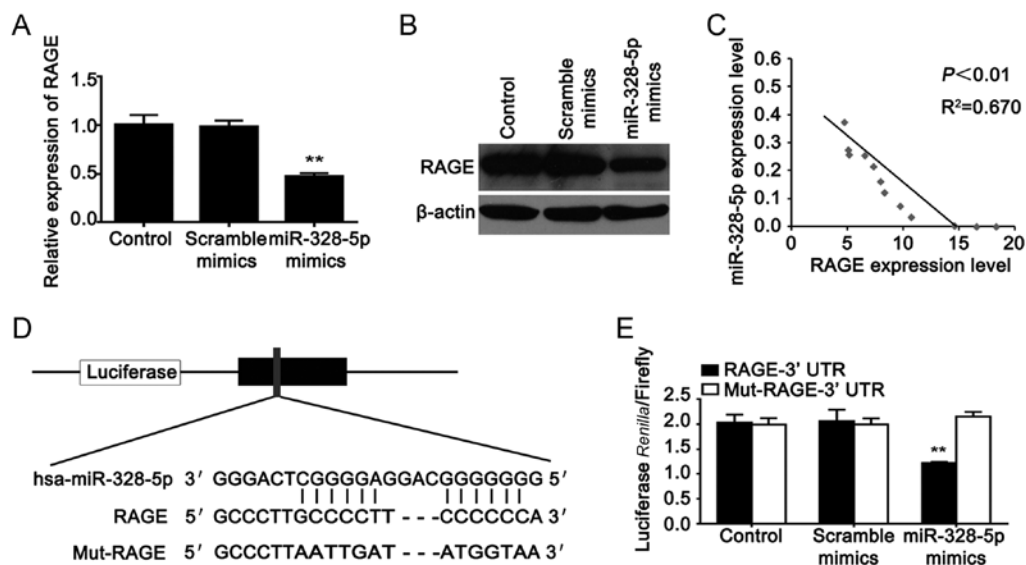 A
Relative expression of RAGE
1.5
1.0
0.5
0.0
**
Control
Scramble mimics
miR-328-5p mimics
B
Control
Scramble mimics
miR-328-5p mimics
RAGE
β-actin
C
miR-328-5p expression level
0.6
0.4
0.3
0.2
0.1
0.0
P<0.01
R²=0.670
0 5 10 15 20
RAGE expression level
D
Luciferase
hsa-miR-328-5p 3′ GGGACTCGGGGAGGACGGGGGGG 5′
RAGE 5′ GCCCTTGCCCCTT - - - CCCCCCA 3′
Mut-RAGE 5′ GCCCTTAATTGAT - - - ATGGTAA 3′
E
RAGE-3' UTR
Mut-RAGE-3' UTR
Luciferase Renilla/Firefly
2.5
2.0
1.5
1.0
0.5
0.0
**
Control
Scramble mimics
miR-328-5p mimics